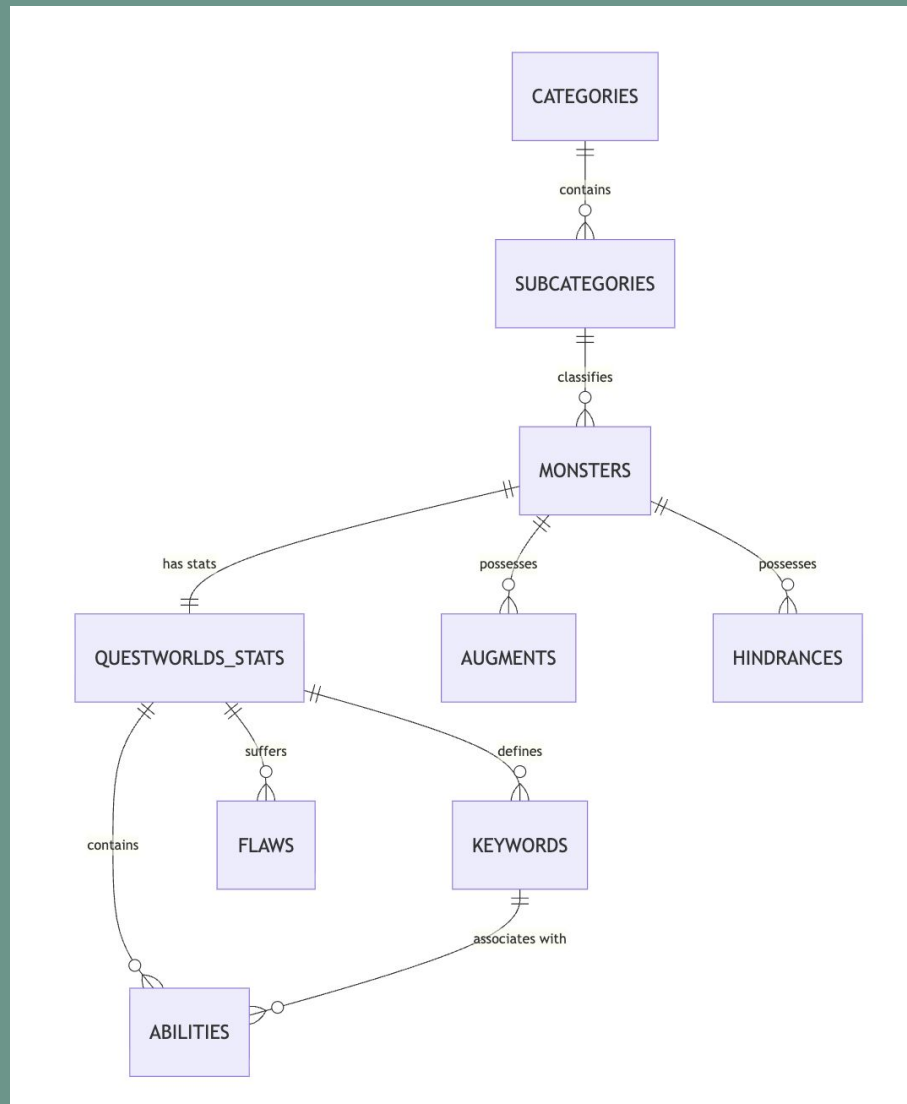 CATEGORIES
contains
SUBCATEGORIES
classifies
MONSTERS
has stats
possesses
possesses
QUESTWORLDS_STATS
AUGMENTS
HINDRANCES
suffers
defines
FLAWS
KEYWORDS
contains
associates with
ABILITIES